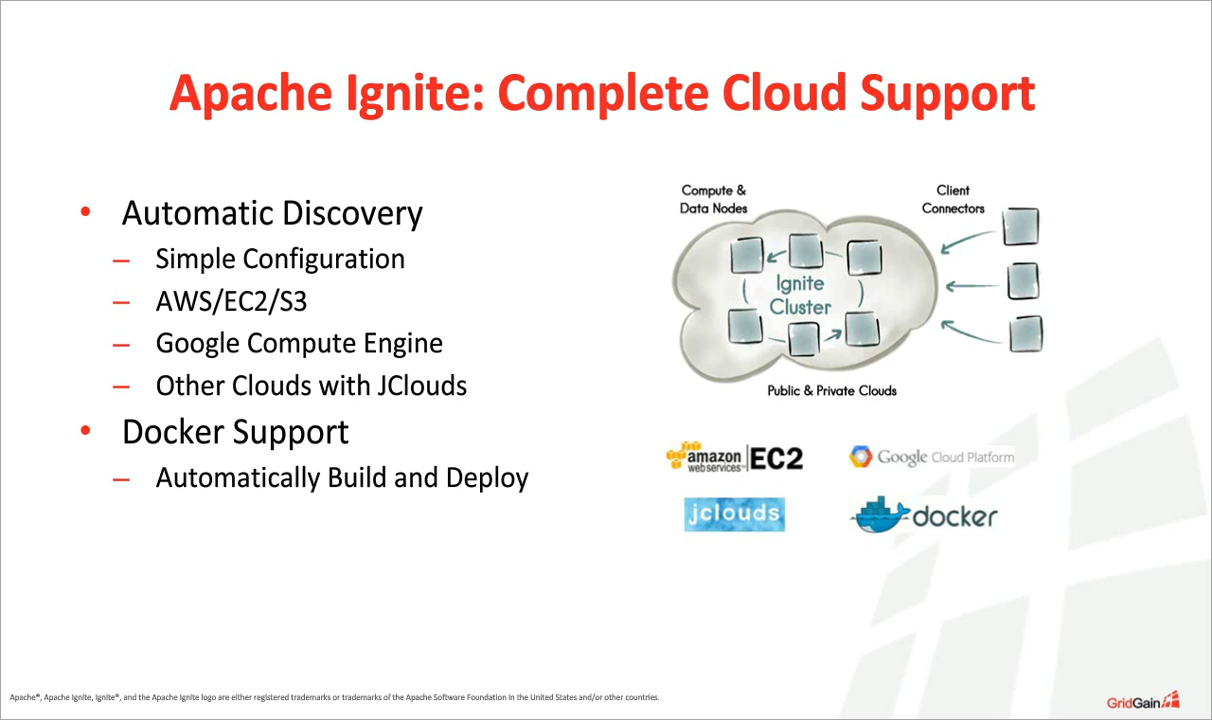 Apache Ignite: Complete Cloud Support
• Automatic Discovery
– Simple Configuration
– AWS/EC2/S3
– Google Compute Engine
– Other Clouds with JClouds
• Docker Support
– Automatically Build and Deploy
Compute &
Data Nodes
Client
Connectors
Ignite
Cluster
Public & Private Clouds
amazon
webservices™
EC2
Google Cloud Platform
jclouds
docker
Apache®, Apache Ignite, Ignite®, and the Apache Ignite logo are either registered trademarks or trademarks of the Apache Software Foundation in the United States and/or other countries.
GridGain